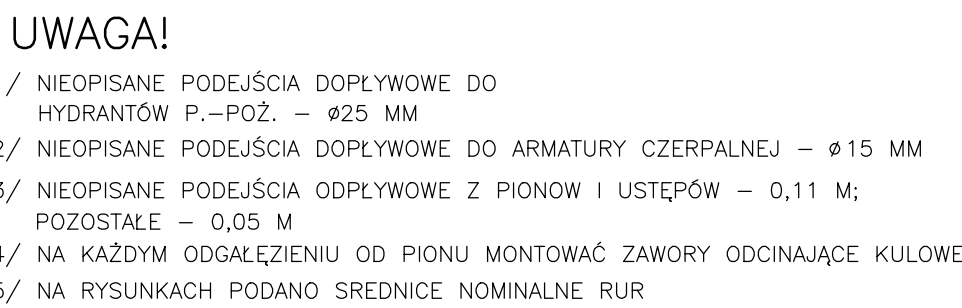 UWAGA!
/ NIEOPISANE PODEJŚCIA DOPŁYWOWE DO
HYDRANTÓW P.–POŻ. – ø25 MM
2/ NIEOPISANE PODEJŚCIA DOPŁYWOWE DO ARMATURY CZERPALNEJ – ø15 MM
3/ NIEOPISANE PODEJŚCIA ODPŁYWOWE Z PIONOW I USTĘPÓW – 0,11 M;
POZOSTAŁE – 0,05 M
4/ NA KAŻDYM ODGAŁĘZIENIU OD PIONU MONTOWAĆ ZAWORY ODCINAJĄCE KULOWE
5/ NA RYSUNKACH PODANO SREDNICE NOMINALNE RUR